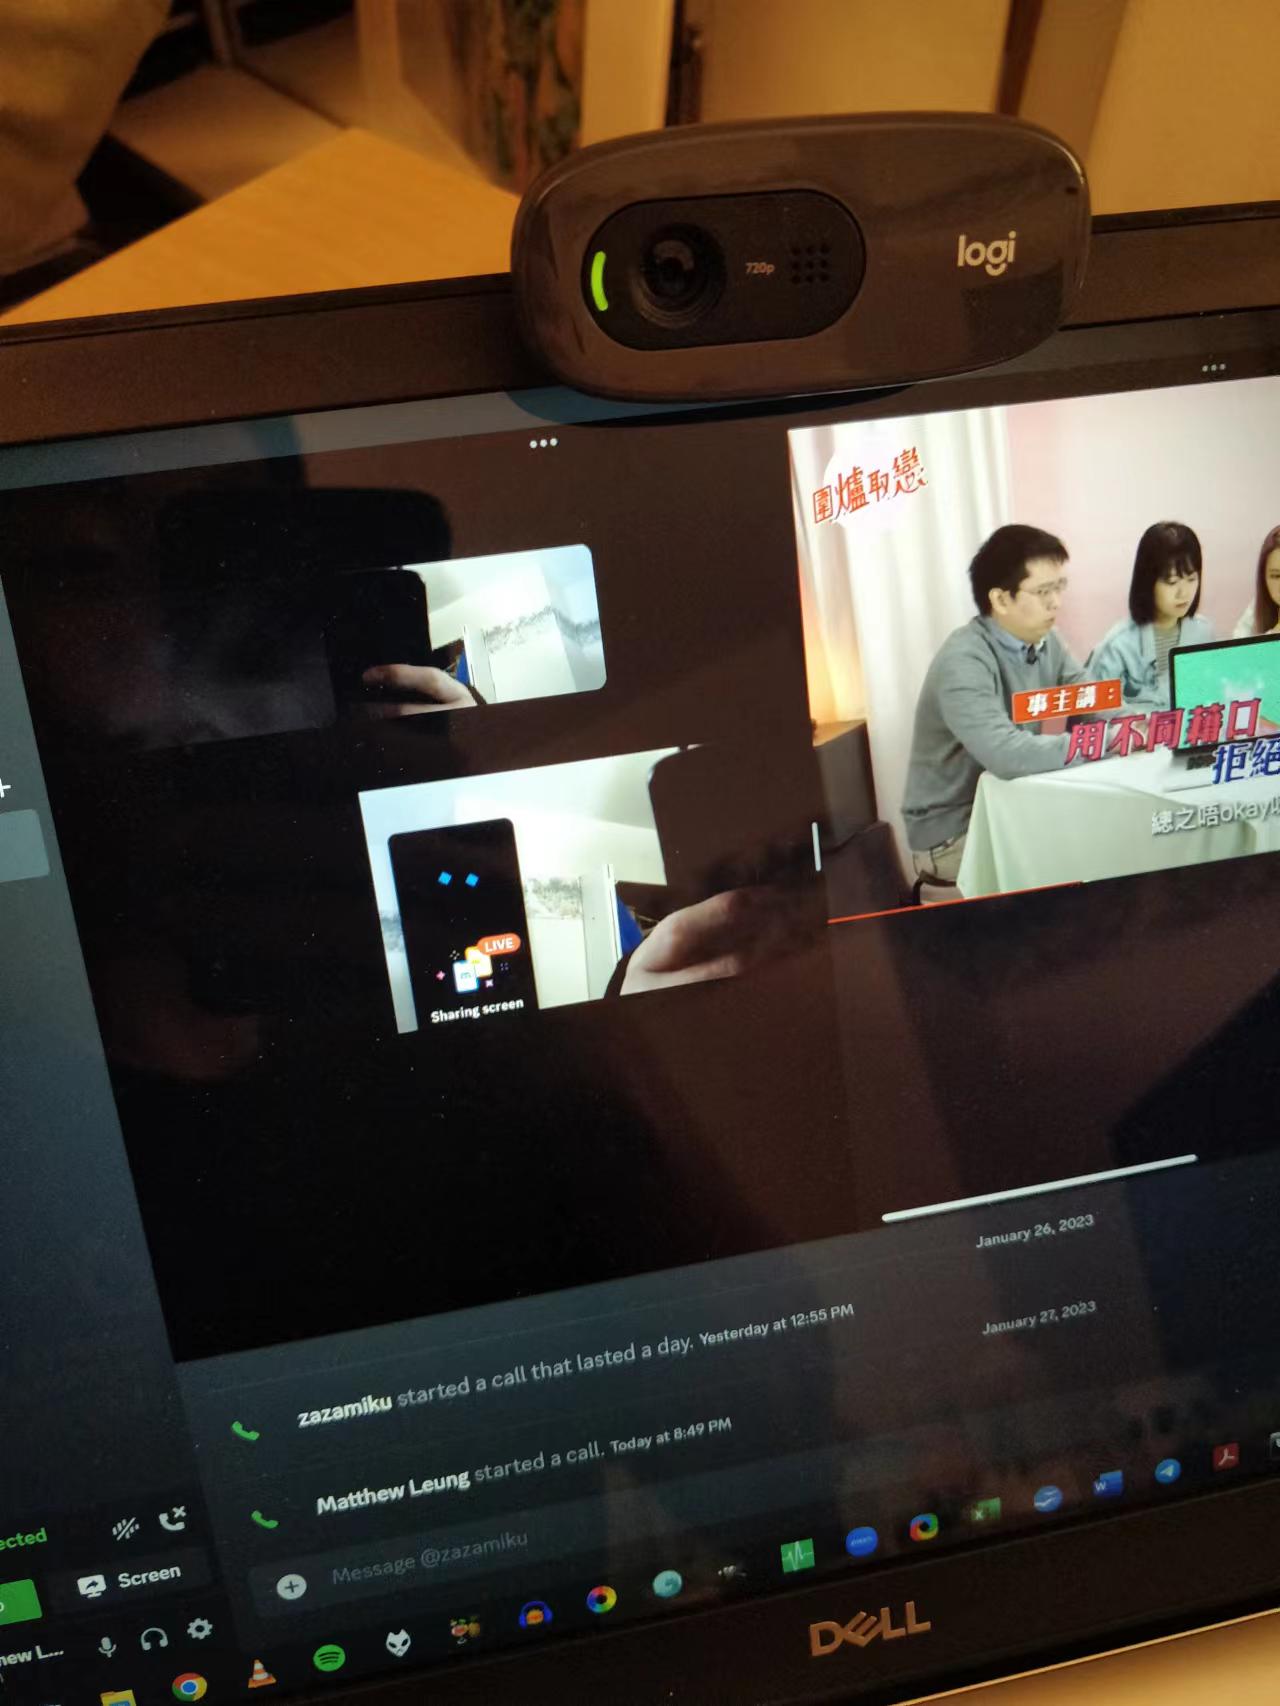 720p
logi
圍爐取戀
事主講：
用不同藉口
拒絕
總之唔okay
LIVE
Sharing screen
January 26, 2023
zazamiku started a call that lasted a day. Yesterday at 12:55 PM
January 27, 2023
Matthew Leung started a call. Today at 8:49 PM
Message @zazamiku
ected
Screen
new L...
DELL